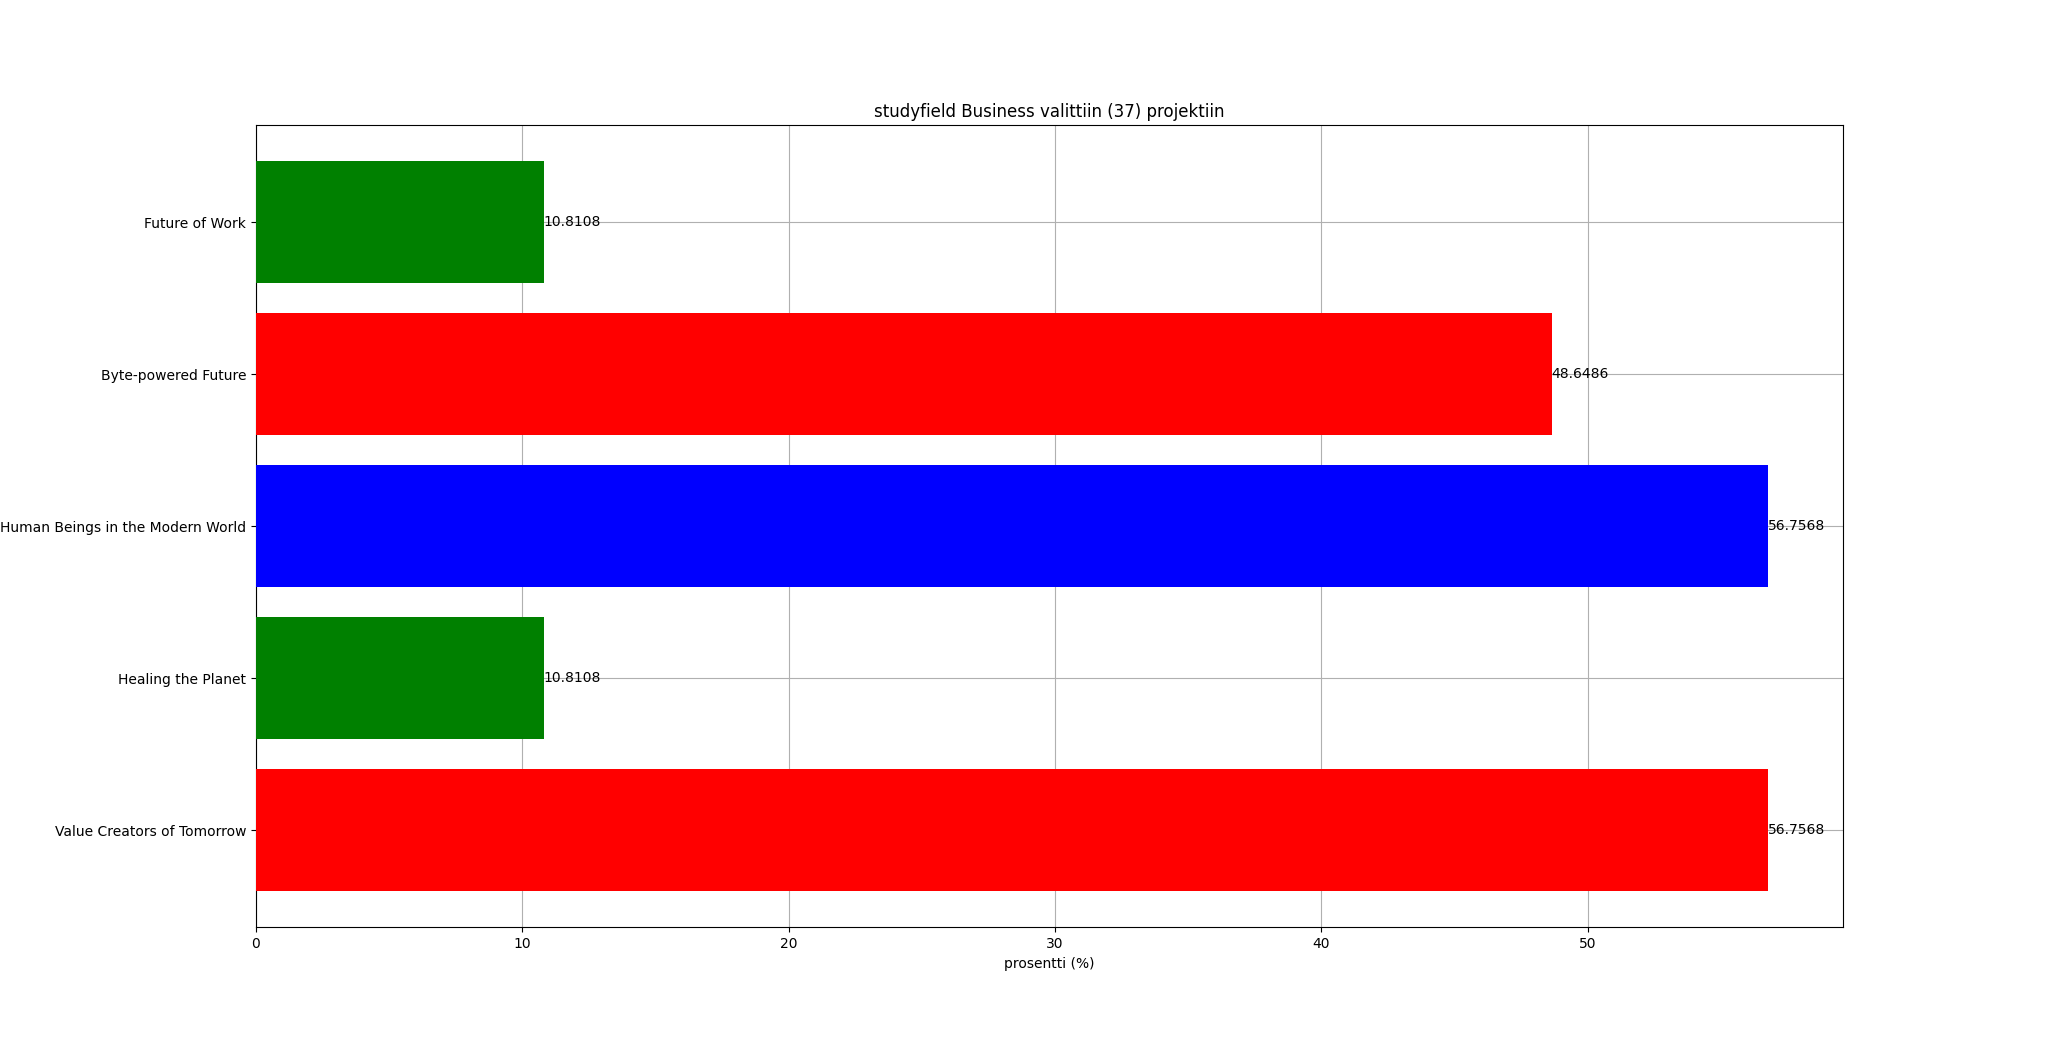 studyfield Business valittiin (37) projektiin
Future of Work
10.8108
Byte-powered Future
48.6486
Human Beings in the Modern World
56.7568
Healing the Planet
10.8108
Value Creators of Tomorrow
56.7568
0 10 20 30 40 50
prosentti (%)